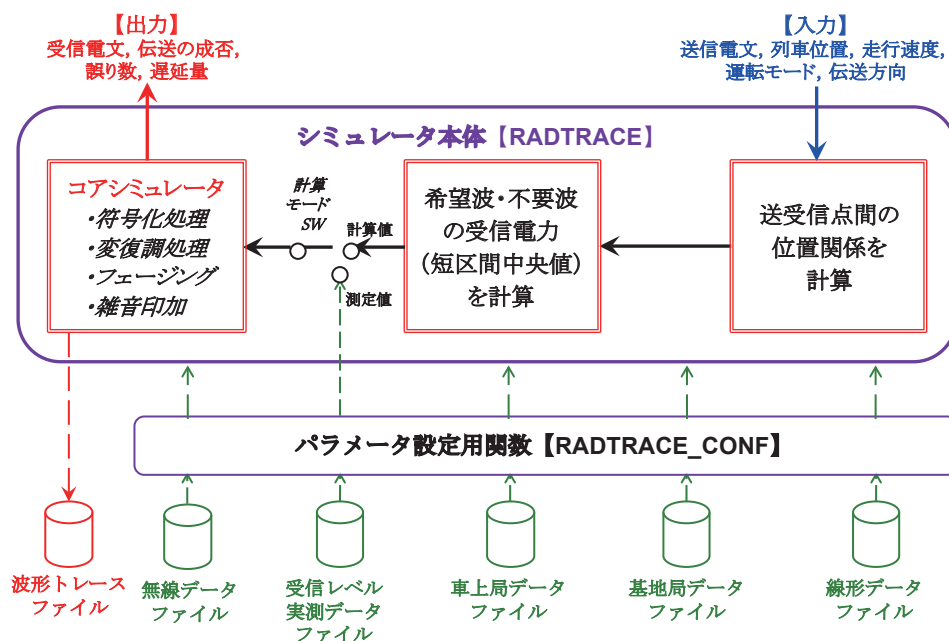 【出力】
受信電文, 伝送の成否,
誤り数, 遅延量
【入力】
送信電文, 列車位置, 走行速度,
運転モード, 伝送方向
シミュレータ本体【RADTRACE】
コアシミュレータ
・符号化処理
・変復調処理
・フェージング
・雑音印加
計算
モード
SW
計算値
測定値
希望波・不要波
の受信電力
(短区間中央値)
を計算
送受信点間の
位置関係を
計算
パラメータ設定用関数【RADTRACE_CONF】
波形トレース
ファイル
無線データ
ファイル
受信レベル
実測データ
ファイル
車上局データ
ファイル
基地局データ
ファイル
線形データ
ファイル